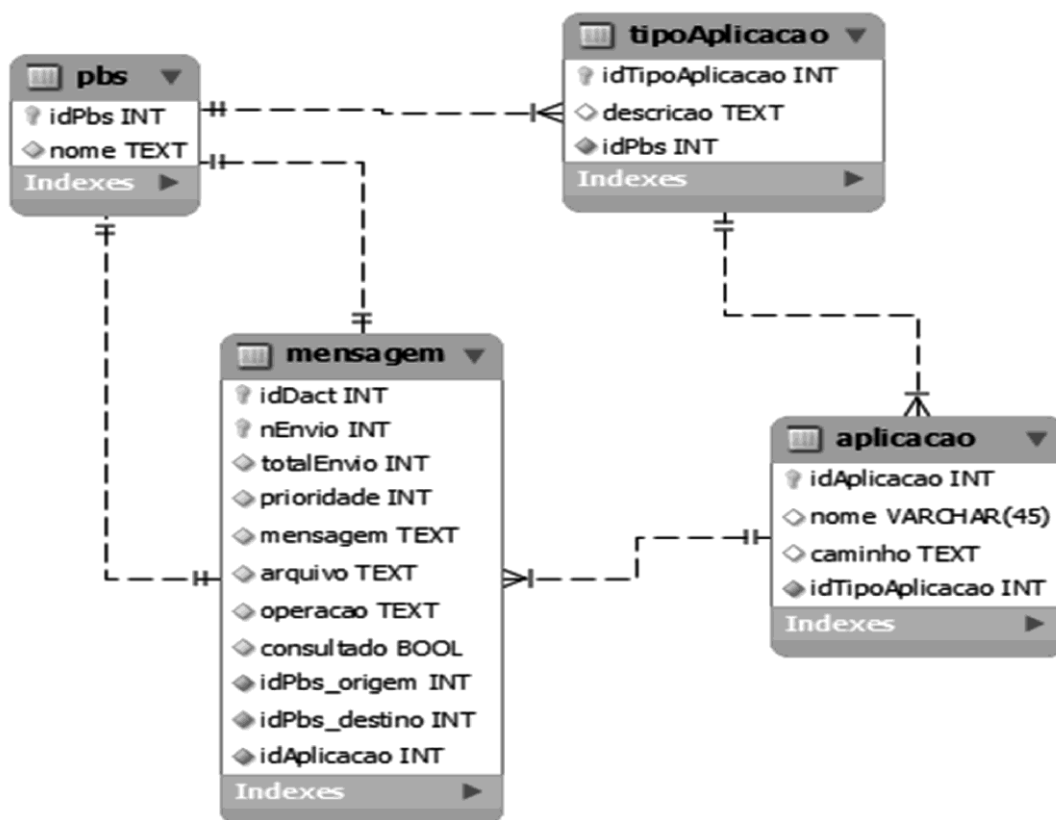 pbs
idPbs INT
nome TEXT
Indexes
tipoAplicacao
idTipoAplicacao INT
descricao TEXT
idPbs INT
Indexes
mensagem
idDact INT
nEnvio INT
totalEnvio INT
prioridade INT
mensagem TEXT
arquivo TEXT
operacao TEXT
consultado BOOL
idPbs_origem INT
idPbs_destino INT
idAplicacao INT
Indexes
aplicacao
idAplicacao INT
nome VARCHAR(45)
caminho TEXT
idTipoAplicacao INT
Indexes